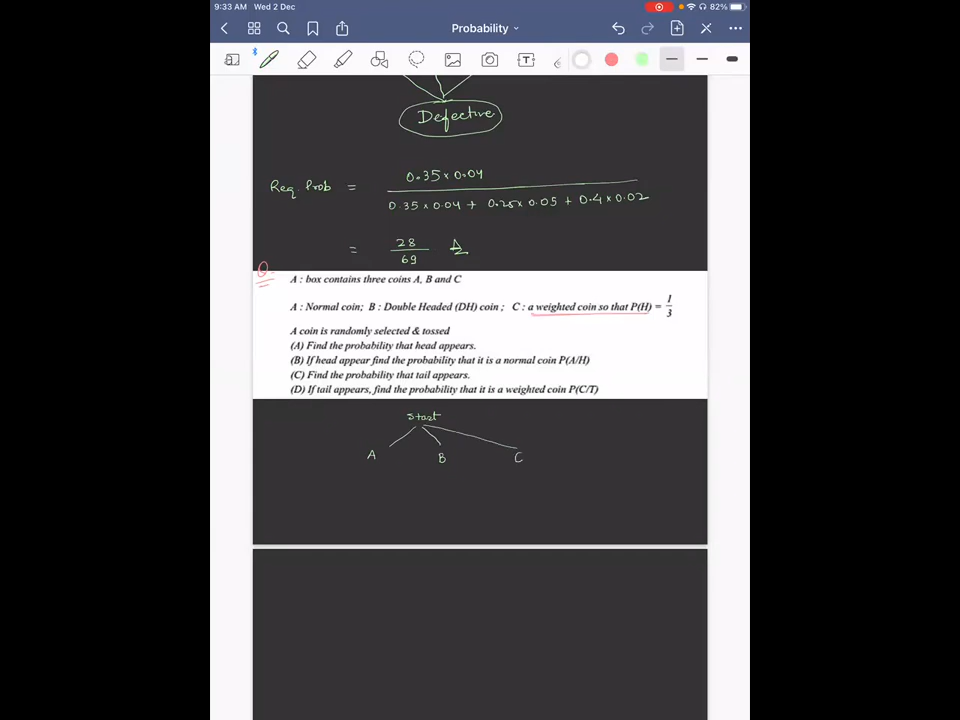 9:33 AM Wed 2 Dec
82%
Probability
Defective
Req. Prob = 0.35 x 0.04
0.35 x 0.04 + 0.25 x 0.05 + 0.4 x 0.02
= 28
69
Q.
A : box contains three coins A, B and C
A : Normal coin; B : Double Headed (DH) coin ; C : a weighted coin so that P(H) = 1/3
A coin is randomly selected & tossed
(A) Find the probability that head appears.
(B) If head appear find the probability that it is a normal coin P(A/H)
(C) Find the probability that tail appears.
(D) If tail appears, find the probability that it is a weighted coin P(C/T)
Start
A B C